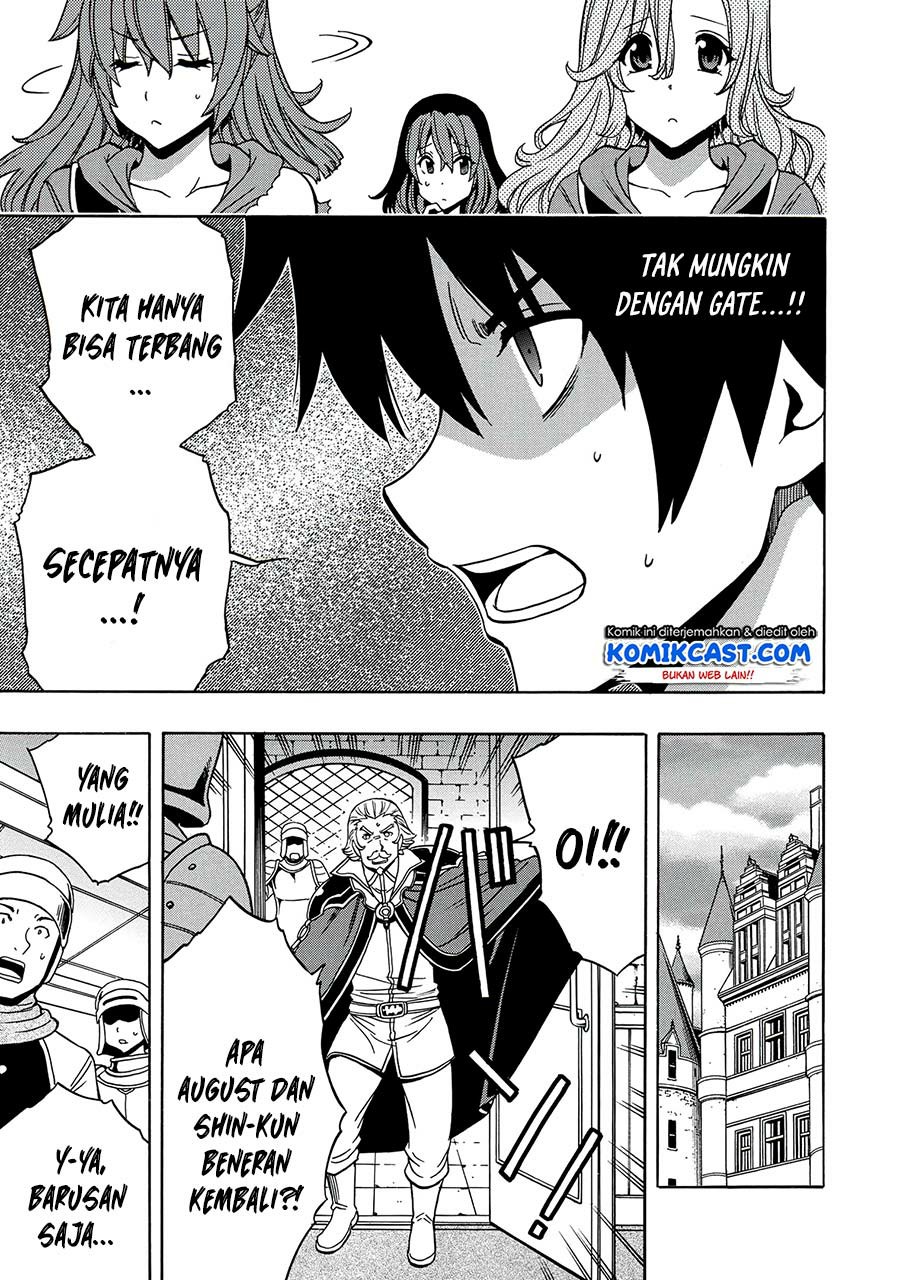 TAK MUNGKIN
DENGAN GATE...!!
KITA HANYA
BISA TERBANG
...
SECEPATNYA
...!
Komik ini diterjemahkan & diedit oleh
KOMIKCAST.COM
BUKAN WEB LAIN!!
OI!!
APA
AUGUST DAN
SHIN-KUN
BENERAN
KEMBALI?!
YANG
MULIA!!
Y-YA,
BARUSAN
SAJA...